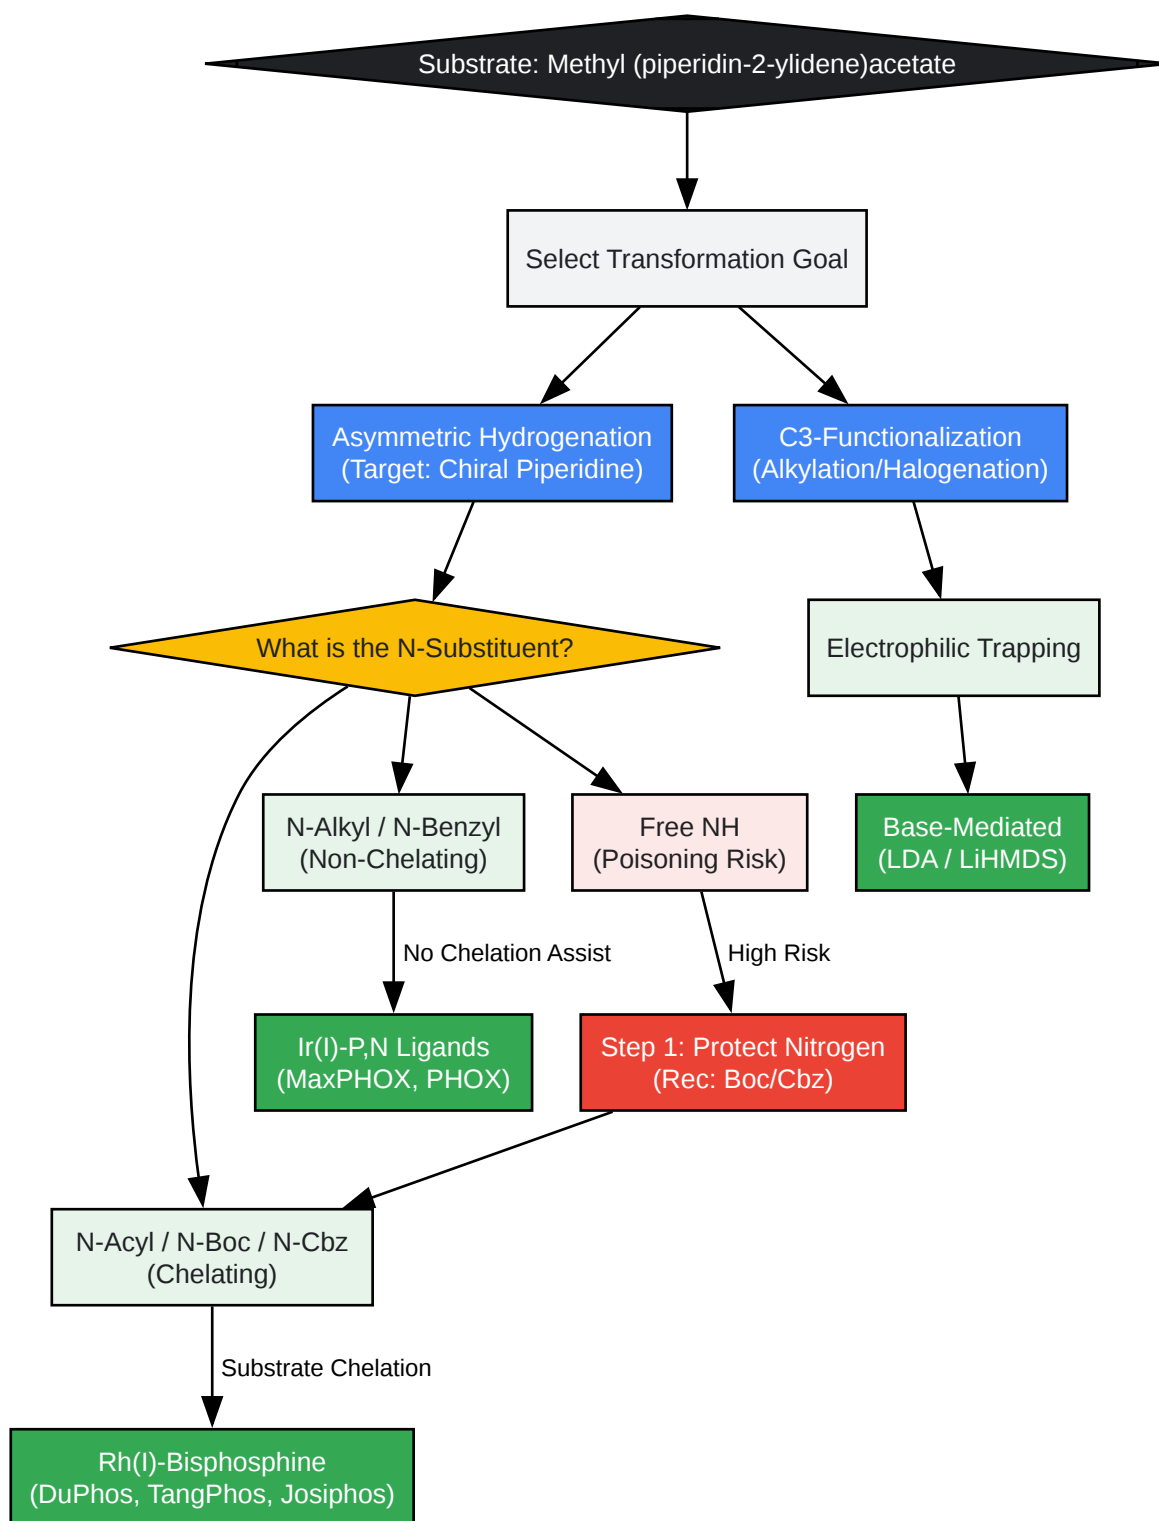 Substrate: Methyl (piperidin-2-ylidene)acetate
Select Transformation Goal
Asymmetric Hydrogenation
(Target: Chiral Piperidine)
C3-Functionalization
(Alkylation/Halogenation)
What is the N-Substituent?
Electrophilic Trapping
N-Alkyl / N-Benzyl
(Non-Chelating)
Free NH
(Poisoning Risk)
Base-Mediated
(LDA / LiHMDS)
No Chelation Assist
High Risk
Ir(I)-P,N Ligands
(MaxPHOX, PHOX)
Step 1: Protect Nitrogen
(Rec: Boc/Cbz)
N-Acyl / N-Boc / N-Cbz
(Chelating)
Substrate Chelation
Rh(I)-Bisphosphine
(DuPhos, TangPhos, Josiphos)